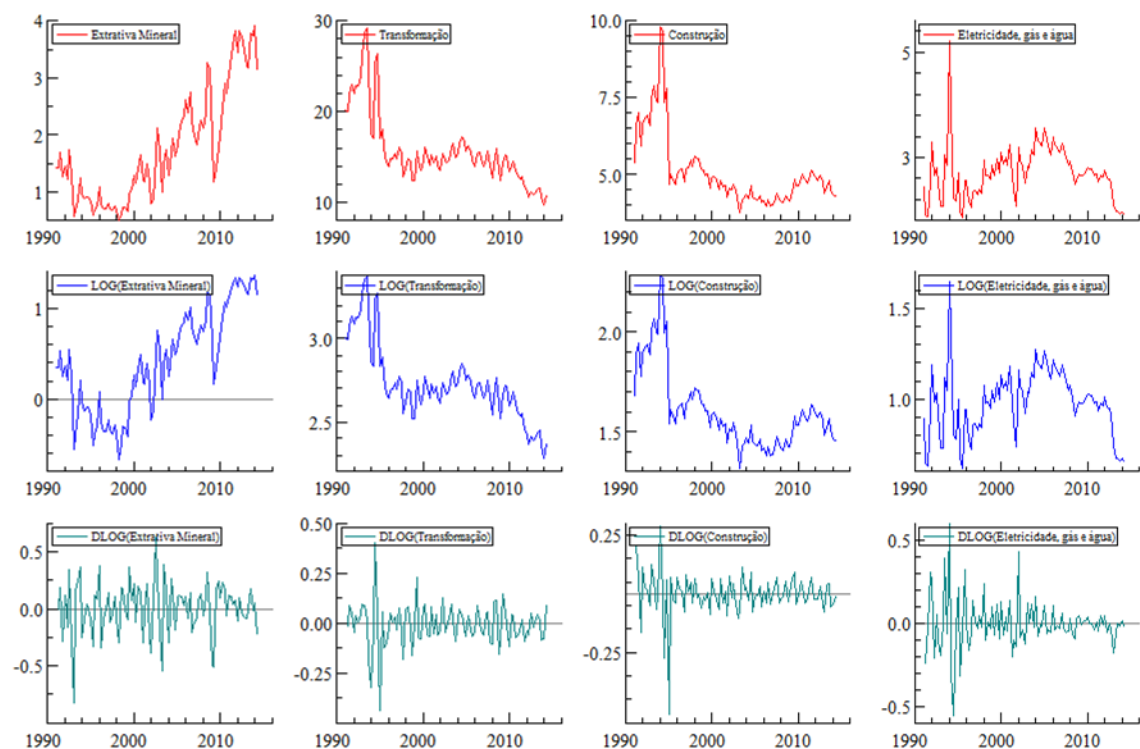 4 Extrativa Mineral
3
2
1
1990 2000 2010
30 Transformação
20
10
1990 2000 2010
10.0 Construção
7.5
5.0
1990 2000 2010
5 Eletricidade, gás e água
3
1990 2000 2010
LOG(Extrativa Mineral)
1
0
1990 2000 2010
LOG(Transformação)
3.0
2.5
1990 2000 2010
LOG(Construção)
2.0
1.5
1990 2000 2010
LOG(Eletricidade, gás e água)
1.5
1.0
1990 2000 2010
DLOG(Extrativa Mineral)
0.5
0.0
-0.5
1990 2000 2010
0.50 DLOG(Transformação)
0.25
0.00
-0.25
1990 2000 2010
0.25 DLOG(Construção)
-0.25
1990 2000 2010
0.5 DLOG(Eletricidade, gás e água)
0.0
-0.5
1990 2000 2010